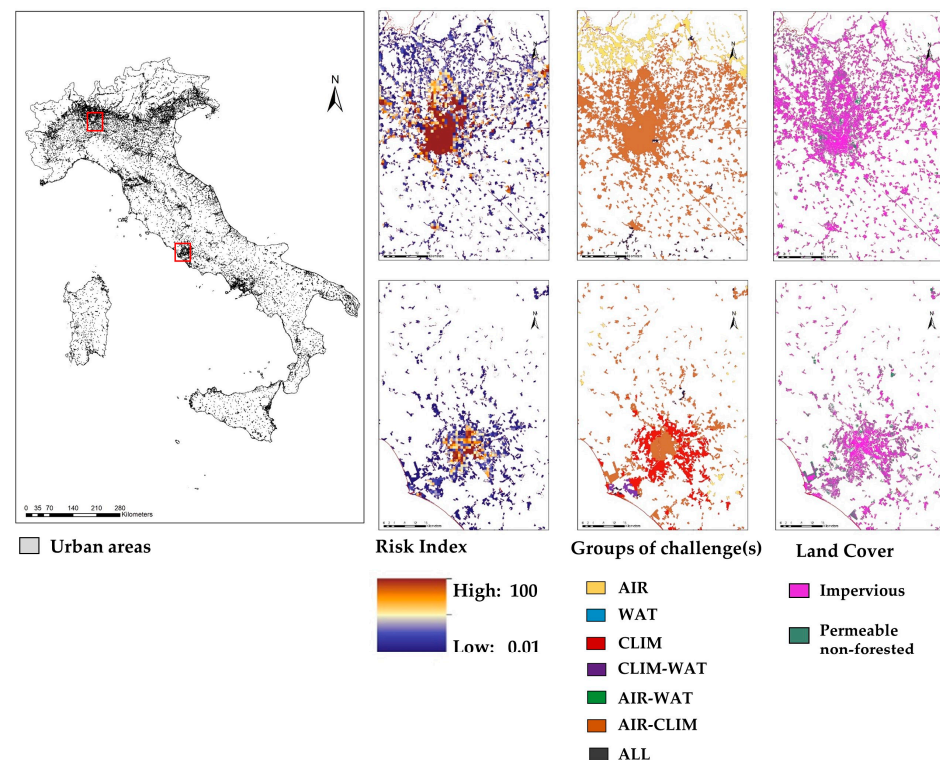 N
N
N
N
N
N
N
0 35 70 140 210 280
Kilometers
Urban areas
Risk Index
High: 100
Low: 0.01
Groups of challenge(s)
AIR
WAT
CLIM
CLIM-WAT
AIR-WAT
AIR-CLIM
ALL
Land Cover
Impervious
Permeable
non-forested